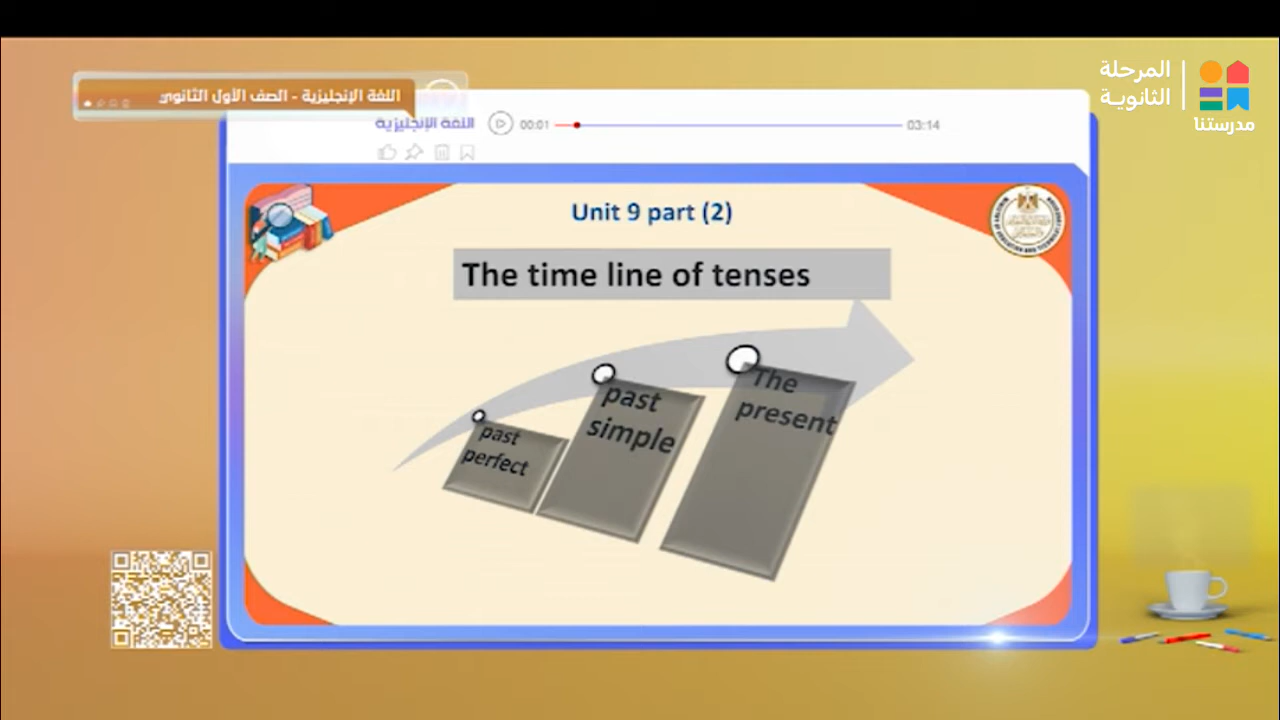 المرحلة
الثانوية
مدرستنا
اللغة الإنجليزية - الصف الأول الثانوي
اللغة الإنجليزية
00:01
03:14
Unit 9 part (2)
The time line of tenses
past
perfect
past
simple
The
present